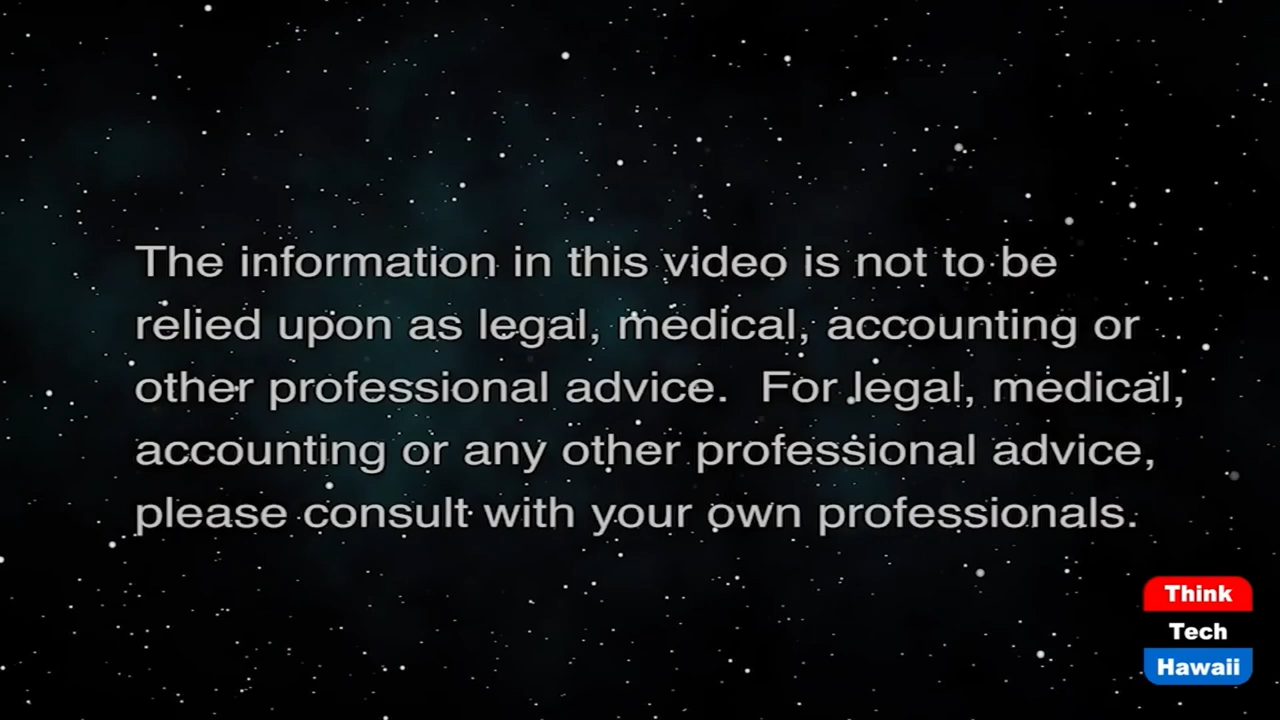 The information in this video is not to be
relied upon as legal, medical, accounting or
other professional advice.  For legal, medical,
accounting or any other professional advice,
please consult with your own professionals.
Think
Tech
Hawaii